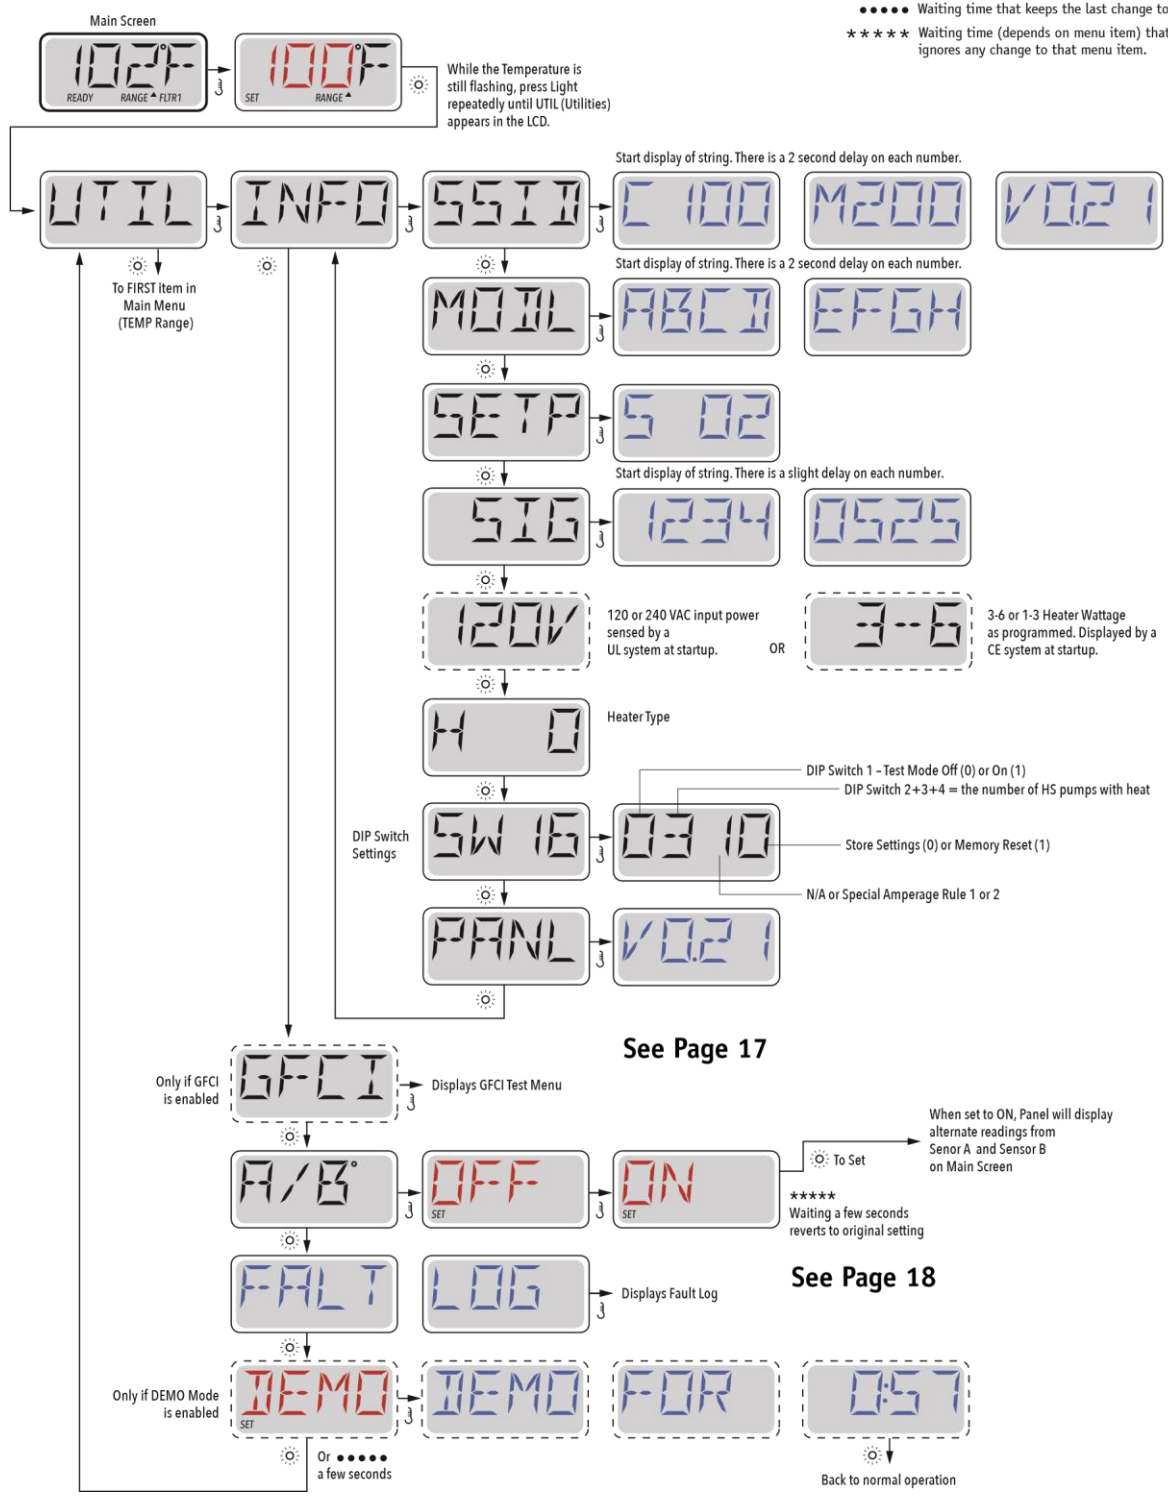 ●●●●● Waiting time that keeps the last change to
***** Waiting time (depends on menu item) that
ignores any change to that menu item.
Main Screen
102°F
READY RANGE FLTR1
100°F
SET RANGE
While the Temperature is
still flashing, press Light
repeatedly until UTIL (Utilities)
appears in the LCD.
Start display of string. There is a 2 second delay on each number.
UTIL INFO SSID C 100 M200 V0.21
To FIRST item in
Main Menu
(TEMP Range)
Start display of string. There is a 2 second delay on each number.
MODL ABCD EFGH
SETP S 02
Start display of string. There is a slight delay on each number.
SIG 1234 0525
120V
120 or 240 VAC input power
sensed by a
UL system at startup.
OR
3-6
3-6 or 1-3 Heater Wattage
as programmed. Displayed by a
CE system at startup.
H 0
Heater Type
DIP Switch 1 – Test Mode Off (0) or On (1)
DIP Switch 2+3+4 = the number of HS pumps with heat
DIP Switch
Settings
SW 16 0310
Store Settings (0) or Memory Reset (1)
N/A or Special Amperage Rule 1 or 2
PANL V0.21
See Page 17
Only if GFCI
is enabled
GFCI
Displays GFCI Test Menu
A/B°
OFF
SET
ON
SET
To Set
When set to ON, Panel will display
alternate readings from
Senor A and Sensor B
on Main Screen
*****
Waiting a few seconds
reverts to original setting
See Page 18
FALT LOG
Displays Fault Log
Only if DEMO Mode
is enabled
DEMO
SET
DEMO FOR 0:57
Or ●●●●●
a few seconds
Back to normal operation